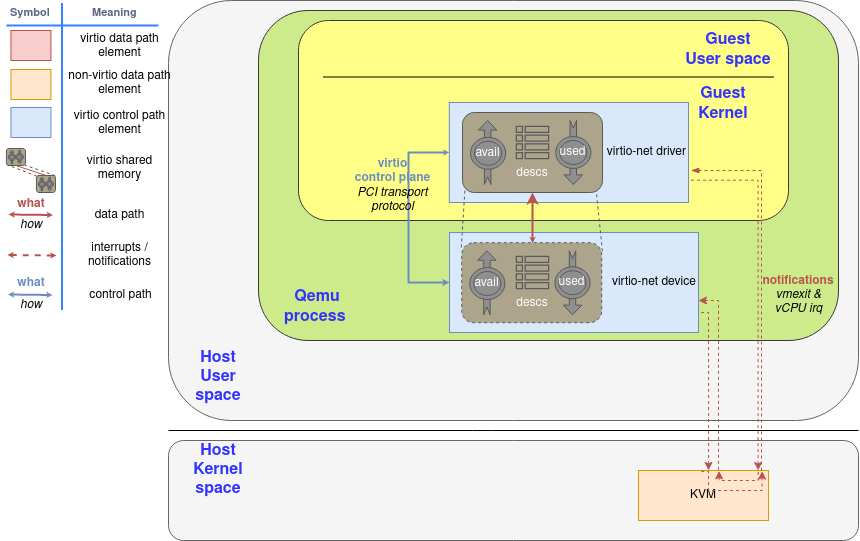 Symbol Meaning
virtio data path
element
non-virtio data path
element
virtio control path
element
virtio shared
memory
what
how
data path
interrupts /
notifications
what
how
control path
Guest
User space
Guest
Kernel
avail
used
descs
virtio-net driver
virtio
control plane
PCI transport
protocol
avail
used
descs
virtio-net device
Qemu
process
notifications
vmexit &
vCPU irq
Host
User
space
Host
Kernel
space
KVM